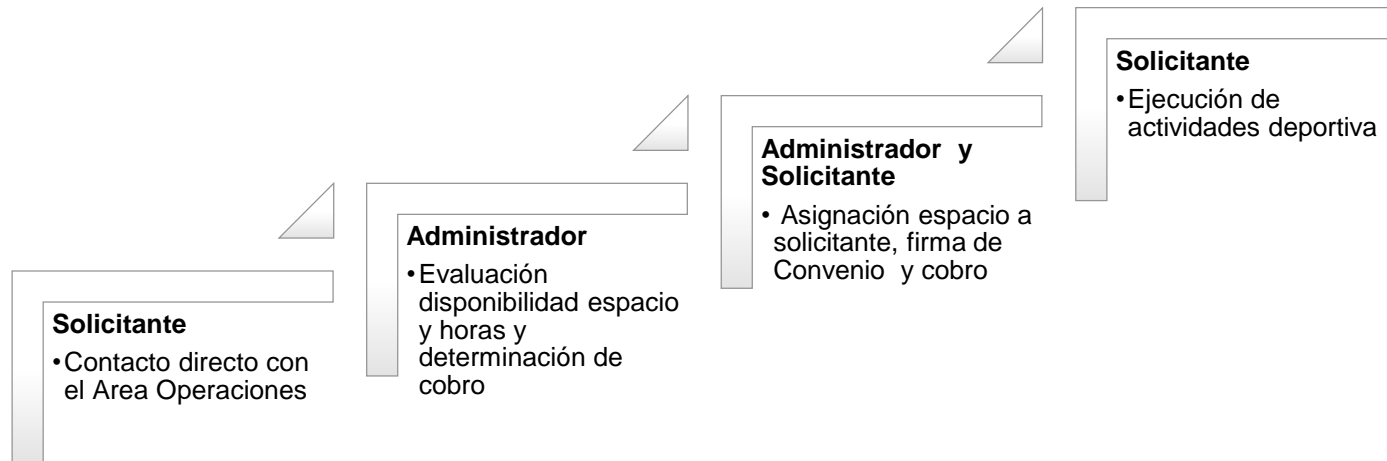 Solicitante
•Contacto directo con
el Area Operaciones
Administrador
•Evaluación
disponibilidad espacio
y horas y
determinación de
cobro
Administrador y
Solicitante
• Asignación espacio a
solicitante, firma de
Convenio y cobro
Solicitante
•Ejecución de
actividades deportiva